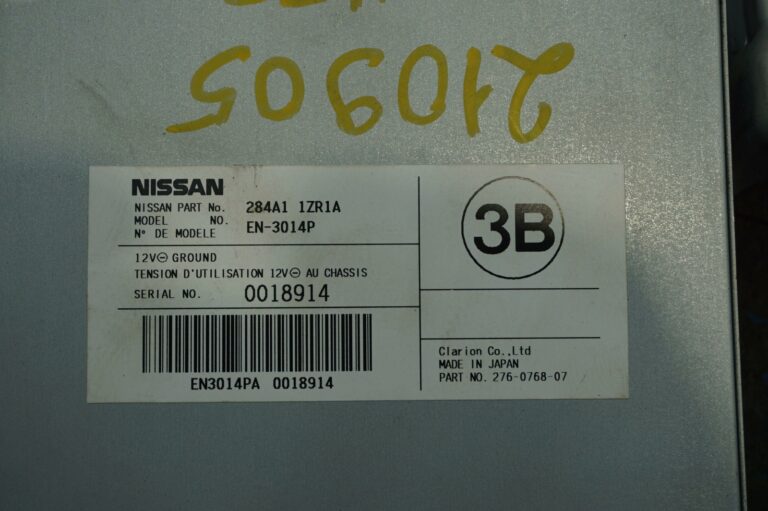 210905
NISSAN
NISSAN PART No. 284A1 1ZR1A
MODEL NO. EN-3014P
N° DE MODELE
12V⊖ GROUND
TENSION D'UTILISATION 12V⊖ AU CHASSIS
SERIAL NO. 0018914
EN3014PA 0018914
3B
Clarion Co.,Ltd
MADE IN JAPAN
PART NO. 276-0768-07